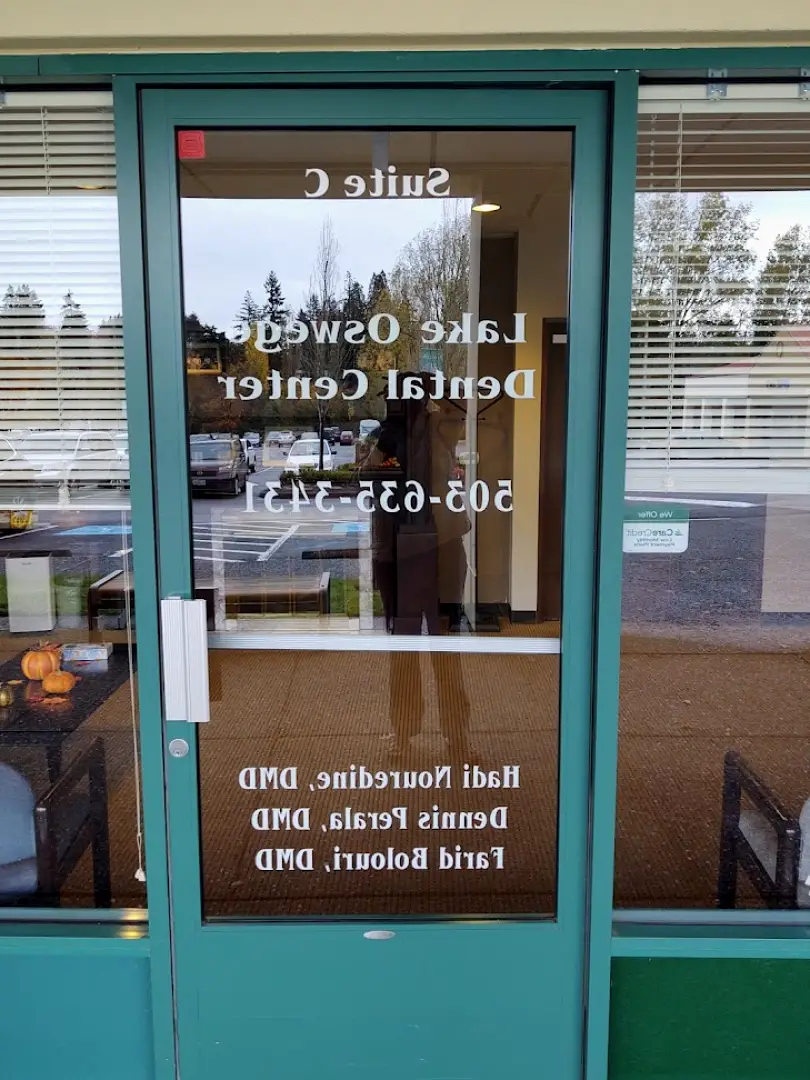 Suite C
Lake Oswego
Dental Center
503-635-3431
We Offer
CareCredit
Hadi Nouredine, DMD
Dennis Perala, DMD
Farid Bolouri, DMD